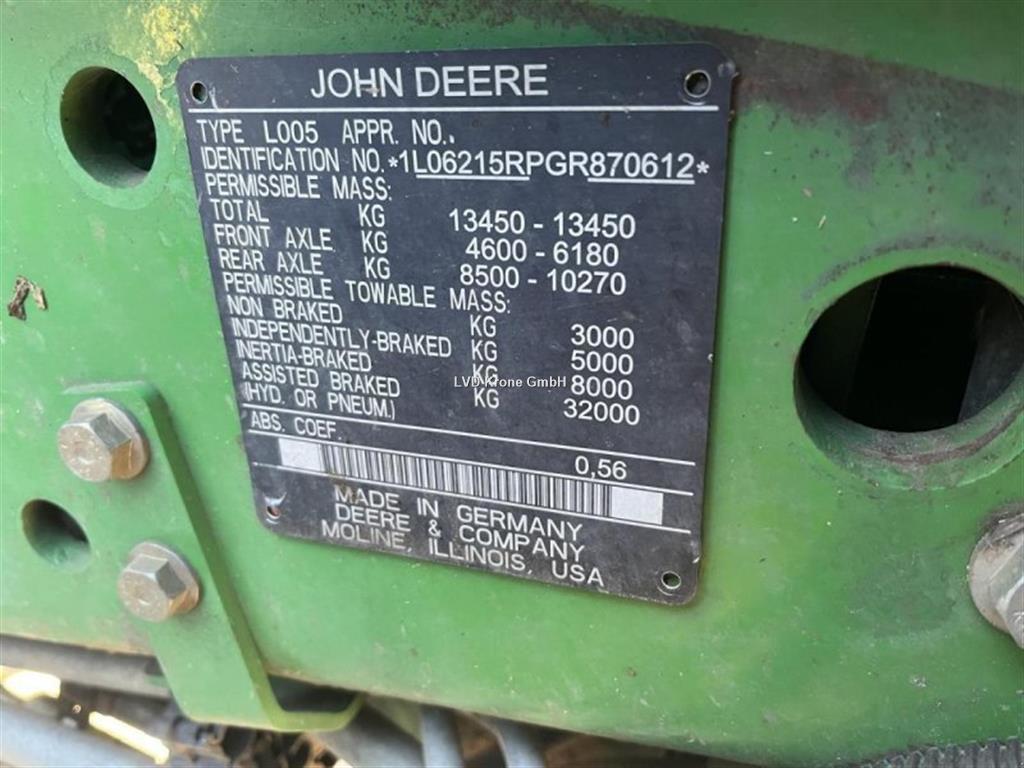 JOHN DEERE
TYPE L005 APPR. NO..
IDENTIFICATION NO.*1L06215RPGR870612*
PERMISSIBLE MASS:
TOTAL KG 13450 - 13450
FRONT AXLE KG 4600 - 6180
REAR AXLE KG 8500 - 10270
PERMISSIBLE TOWABLE MASS:
NON BRAKED KG 3000
INDEPENDENTLY-BRAKED KG 5000
INERTIA-BRAKED KG 8000
ASSISTED BRAKED KG 32000
(HYD. OR PNEUM.)
LVD Krone GmbH
ABS. COEF. 0,56
MADE IN GERMANY
DEERE & COMPANY
MOLINE, ILLINOIS, USA